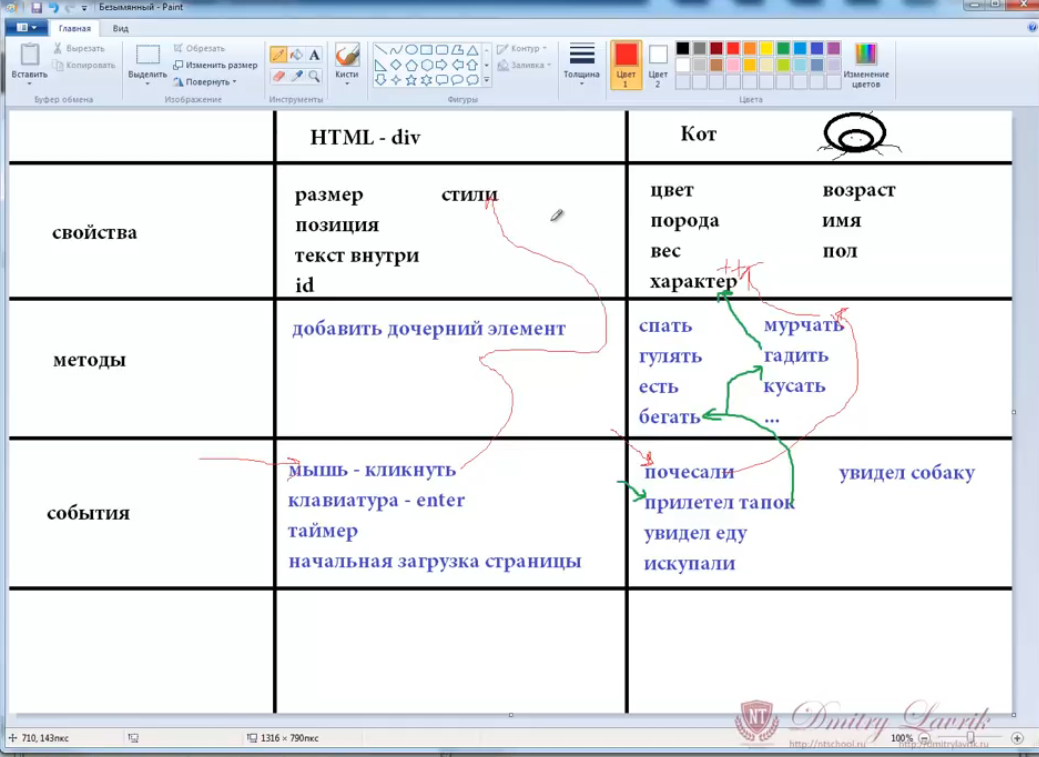 Безымянный - Paint
Главная Вид
Вставить
Вырезать
Копировать
Буфер обмена
Выделить
Обрезать
Изменить размер
Повернуть
Изображение
A
Инструменты
Кисти
Контур
Заливка
Фигуры
Толщина
Цвет 1
Цвет 2
Изменение цветов
Цвета
HTML - div Кот
свойства
размер стили
позиция
текст внутри
id
цвет возраст
порода имя
вес пол
характер
методы
добавить дочерний элемент
спать мурчать
гулять гадить
есть кусать
бегать ...
события
мышь - кликнуть
клавиатура - enter
таймер
начальная загрузка страницы
почесали увидел собаку
прилетел тапок
увидел еду
искупали
NT Dmitry Lavrik
http://ntschool.ru http://dmitrylavrik.ru
710, 143пкс 1316 × 790пкс 100%